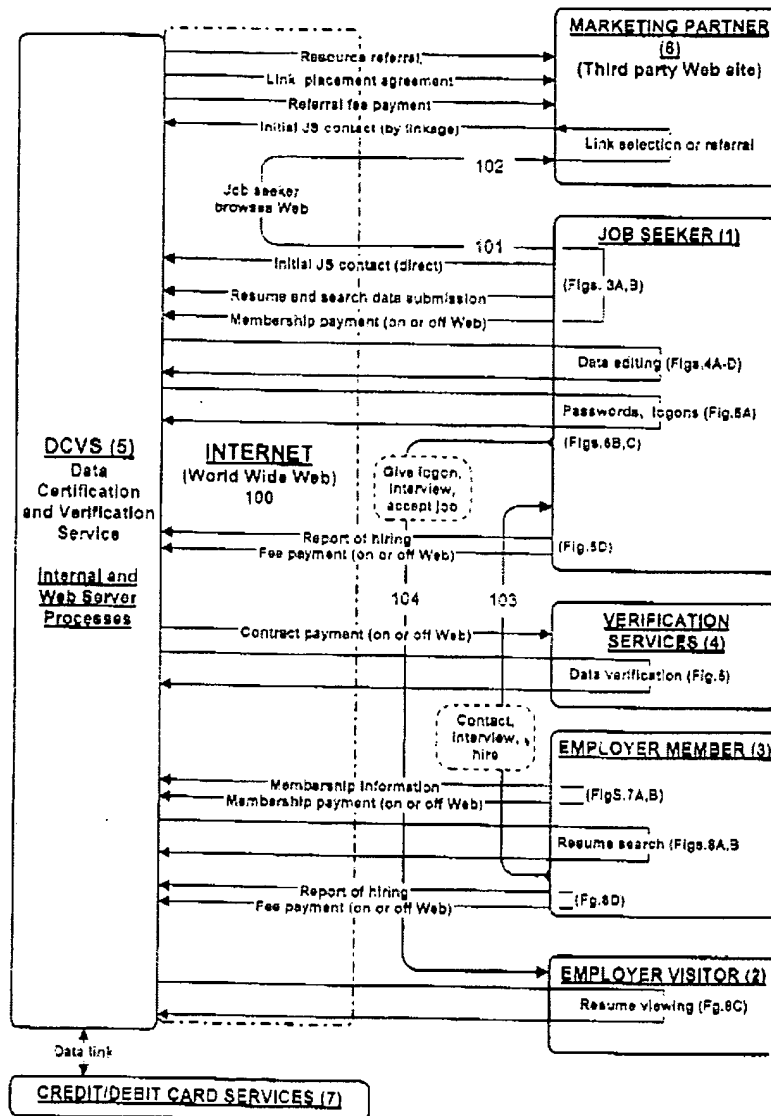 MARKETING PARTNER
(6)
(Third party Web site)
Resource referral
Link placement agreement
Referral fee payment
Initial JS contact (by linkage)
Link selection or referral
102
Job seeker
browses Web
101
JOB SEEKER (1)
Initial JS contact (direct)
(Figs. 3A,B)
Resume and search data submission
Membership payment (on or off Web)
Data editing (Figs.4A-D)
Passwords, logons (Fig.6A)
DCVS (5)
Data
Certification
and Verification
Service
Internal and
Web Server
Processes
INTERNET
(World Wide Web)
100
(Figs.6B,C)
Give logon,
interview,
accept job
Report of hiring
Fee payment (on or off Web)
(Fig.5D)
104
103
VERIFICATION
SERVICES (4)
Contract payment (on or off Web)
Data verification (Fig.5)
Contact,
interview,
hire
EMPLOYER MEMBER (3)
Membership information
Membership payment (on or off Web)
(FigS.7A,B)
Resume search (Figs.8A,B
Report of hiring
Fee payment (on or off Web)
(Fg.8D)
EMPLOYER VISITOR (2)
Resume viewing (Fg.8C)
Data link
CREDIT/DEBIT CARD SERVICES (7)